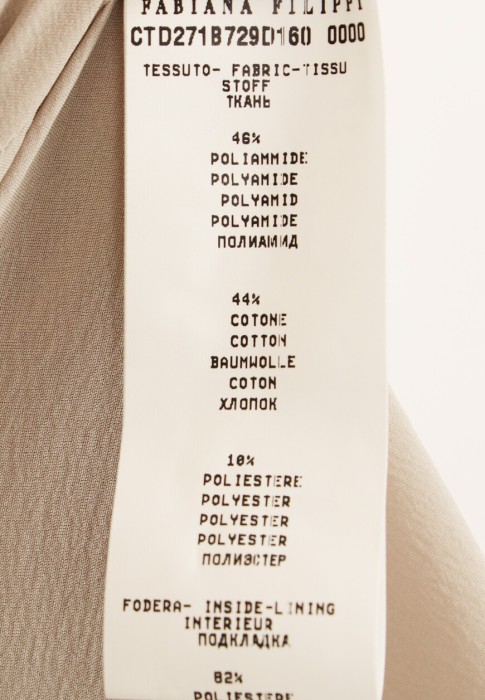 FABIANA FILIPPI
CTD271B729D160 0000
TESSUTO- FABRIC-TISSU
STOFF
ТКАНЬ
46%
POLIAMMIDE
POLYAMIDE
POLYAMID
POLYAMIDE
ПОЛИАМИД
44%
COTONE
COTTON
BAUMWOLLE
COTON
ХЛОПОК
10%
POLIESTERE
POLYESTER
POLYESTER
POLYESTER
ПОЛИЭСТЕР
FODERA- INSIDE-LINING
INTERIEUR
ПОДКЛАДКА
82%
POLIESTERE